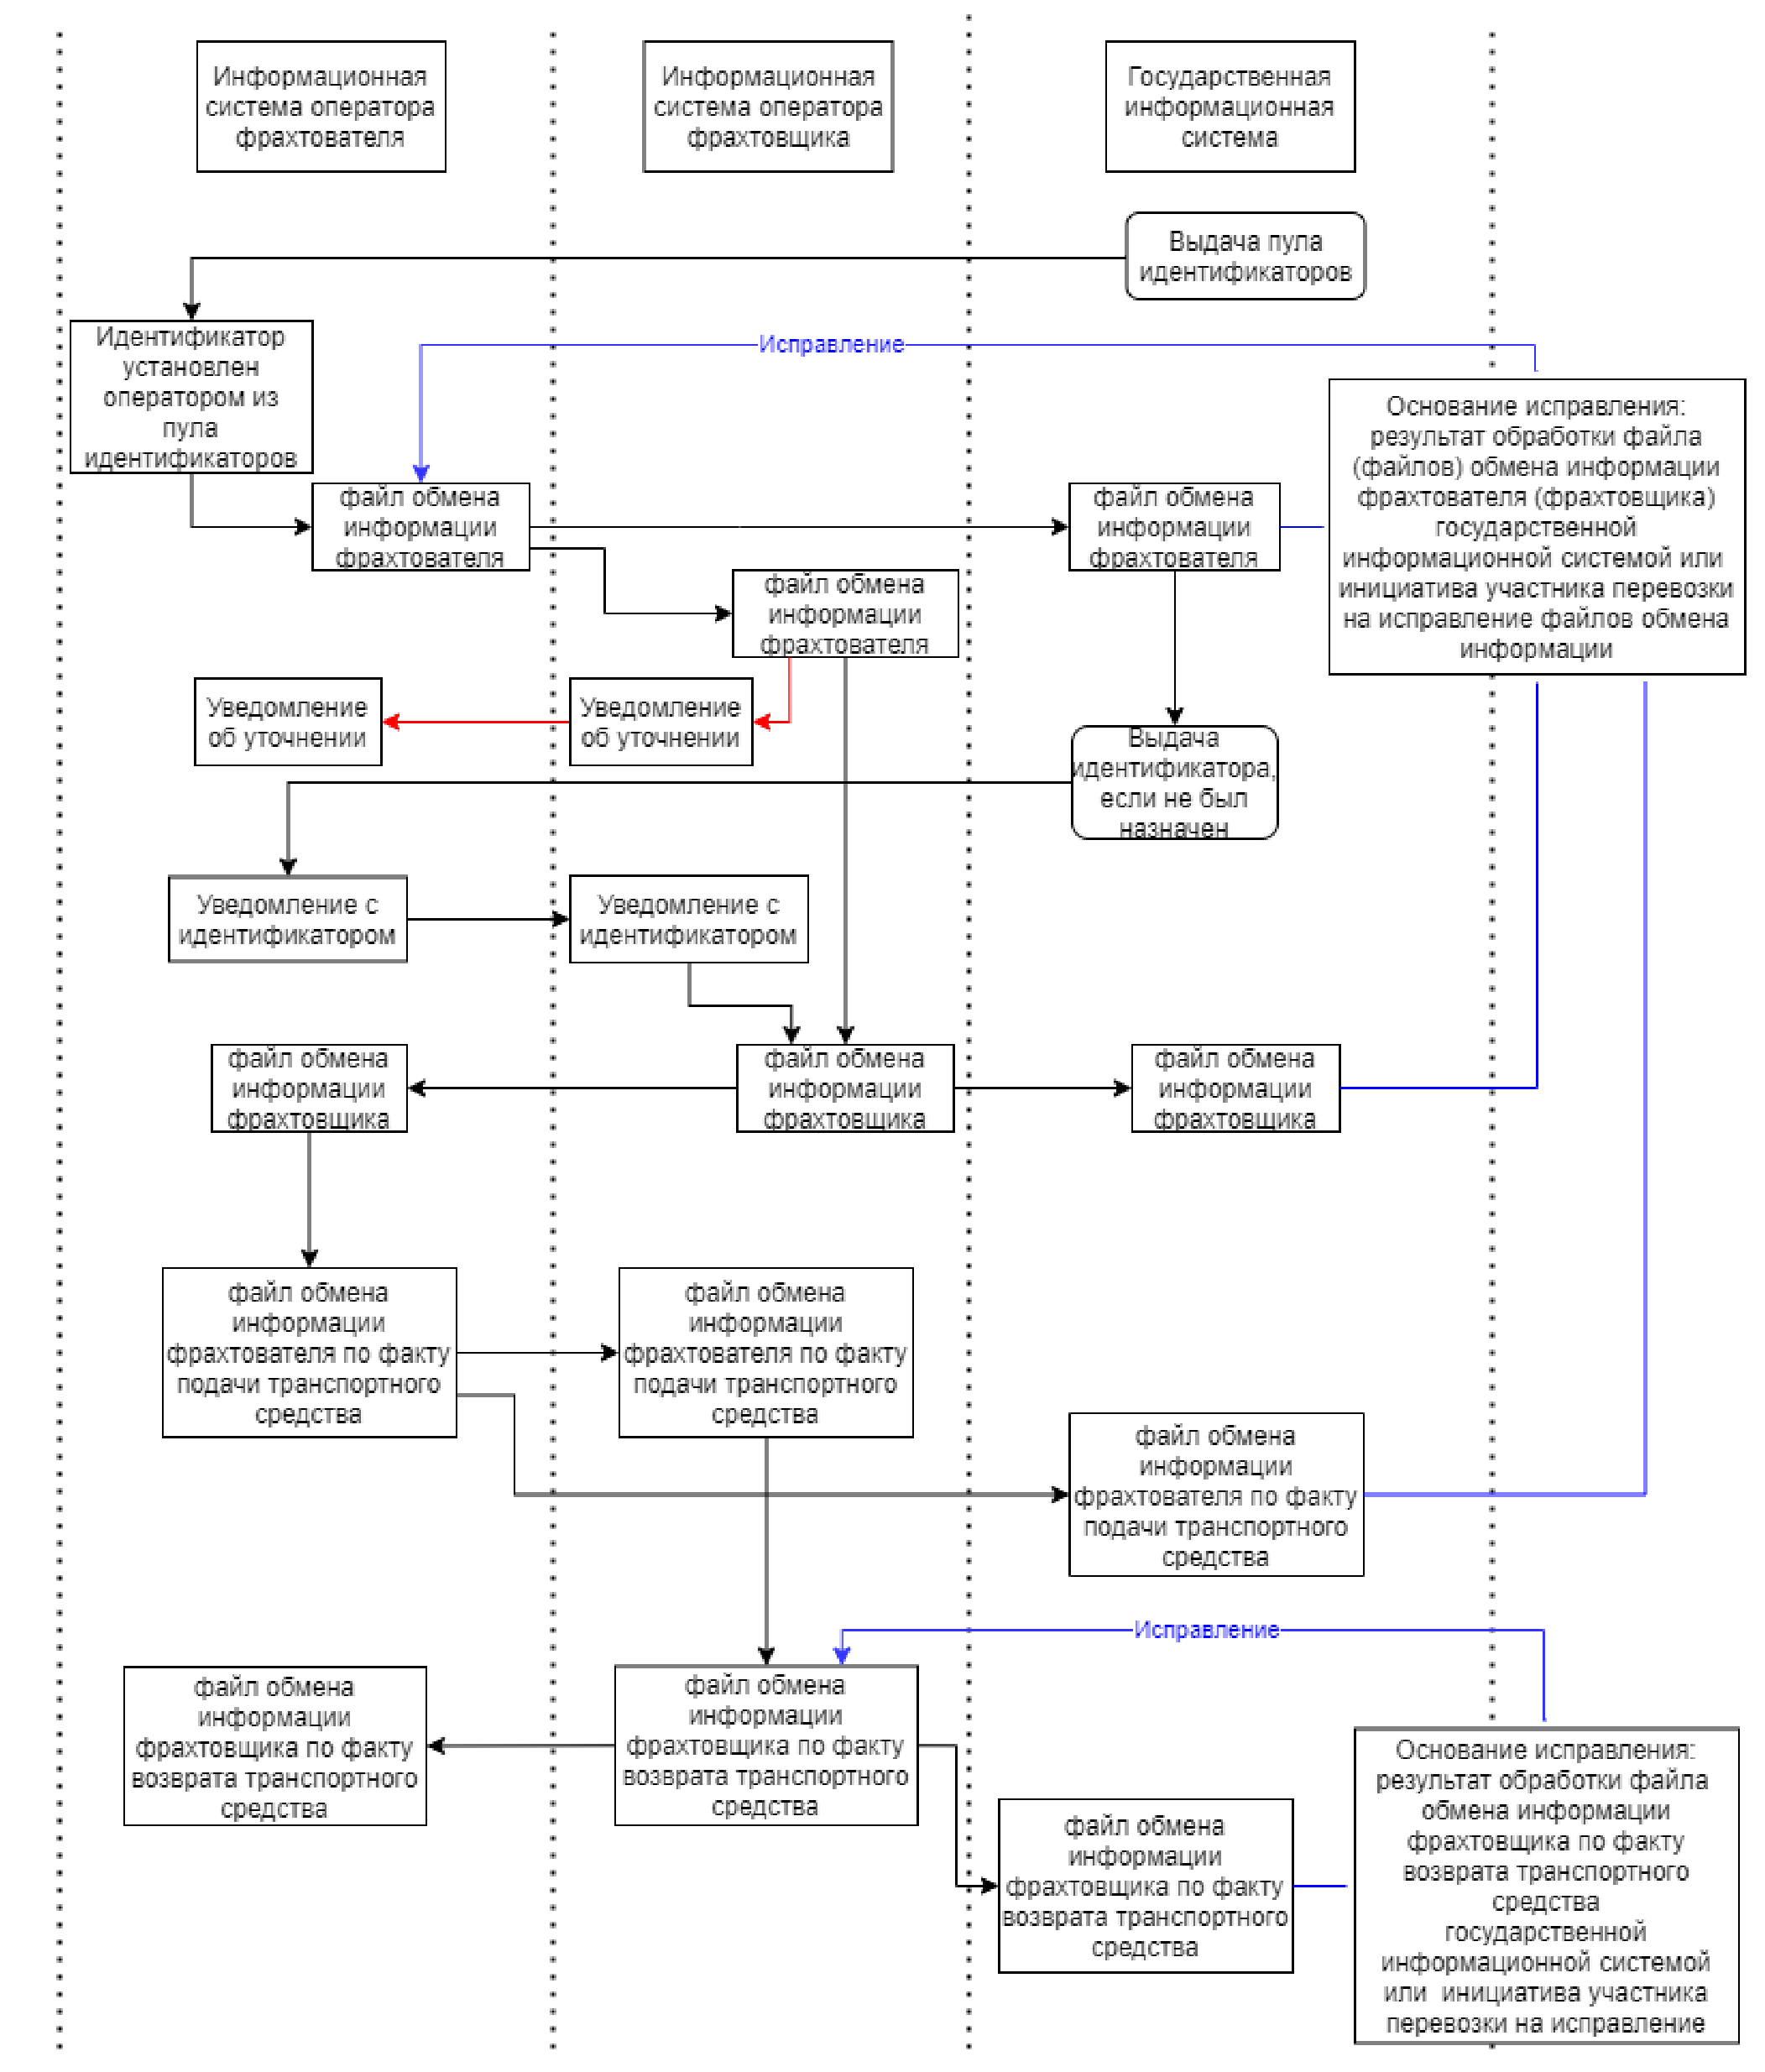 Информационная
система оператора
фрахтователя
Информационная
система оператора
фрахтовщика
Государственная
информационная
система
Выдача пула
идентификаторов
Идентификатор
установлен
оператором из
пула
идентификаторов
Исправление
Основание исправления:
результат обработки файла
(файлов) обмена информации
фрахтователя (фрахтовщика)
государственной
информационной системой или
инициатива участника перевозки
на исправление файлов обмена
информации
файл обмена
информации
фрахтователя
файл обмена
информации
фрахтователя
файл обмена
информации
фрахтователя
Уведомление
об уточнении
Уведомление
об уточнении
Выдача
идентификатора,
если не был
назначен
Уведомление с
идентификатором
Уведомление с
идентификатором
файл обмена
информации
фрахтовщика
файл обмена
информации
фрахтовщика
файл обмена
информации
фрахтовщика
файл обмена
информации
фрахтователя по факту
подачи транспортного
средства
файл обмена
информации
фрахтователя по факту
подачи транспортного
средства
файл обмена
информации
фрахтователя по факту
подачи транспортного
средства
Исправление
файл обмена
информации
фрахтовщика по факту
возврата транспортного
средства
файл обмена
информации
фрахтовщика по факту
возврата транспортного
средства
файл обмена
информации
фрахтовщика по факту
возврата транспортного
средства
Основание исправления:
результат обработки файла
обмена информации
фрахтовщика по факту
возврата транспортного
средства
государственной
информационной системой
или инициатива участника
перевозки на исправление